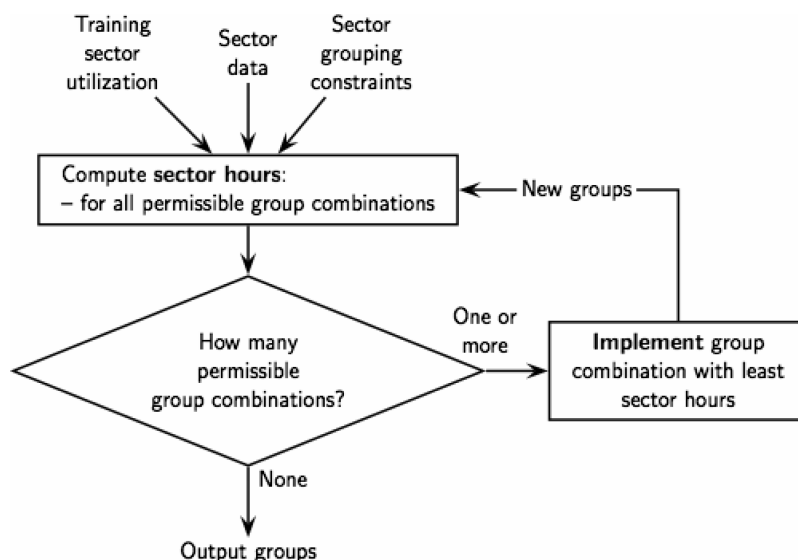 Training
sector
utilization
Sector
data
Sector
grouping
constraints
Compute sector hours:
– for all permissible group combinations
New groups
How many
permissible
group combinations?
One or
more
Implement group
combination with least
sector hours
None
Output groups